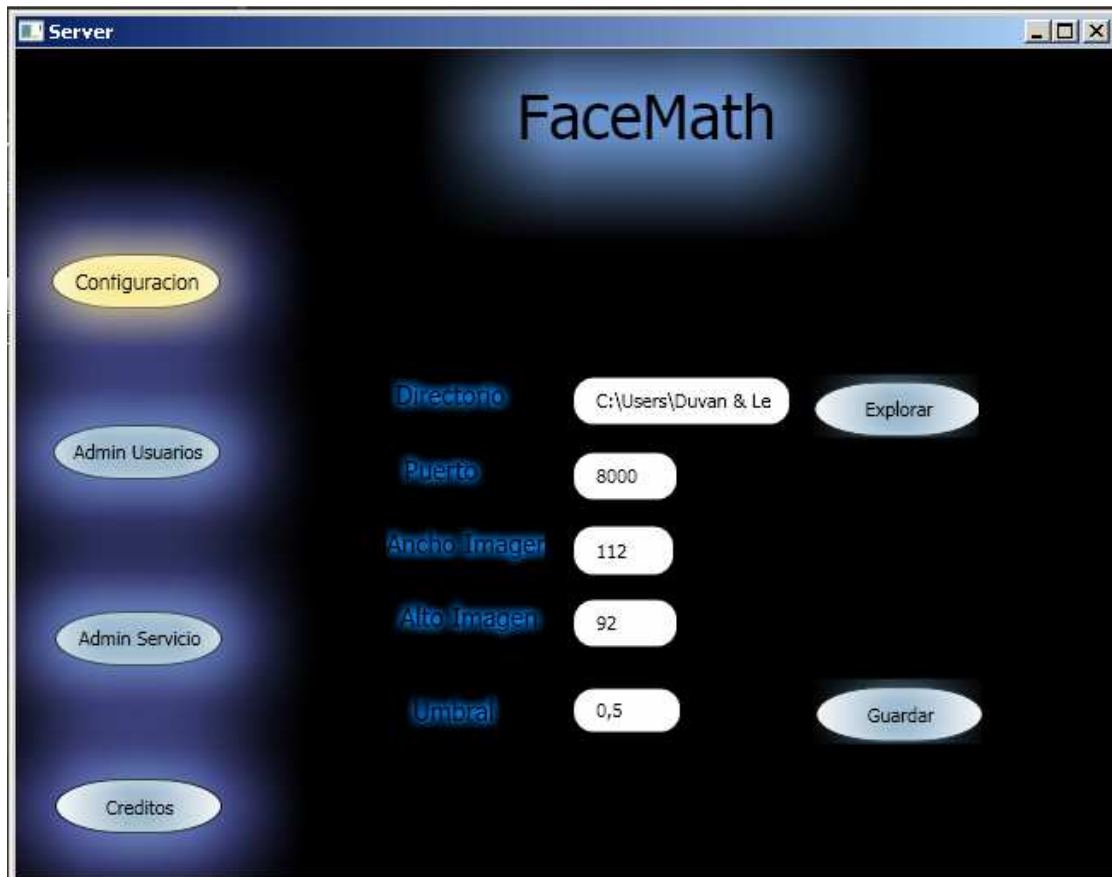 Server
FaceMath
Configuracion
Admin Usuarios
Admin Servicio
Creditos
Directorio
C:\Users\Duvan & Le
Explorar
Puerto
8000
Ancho Imagen
112
Alto Imagen
92
Umbral
0,5
Guardar